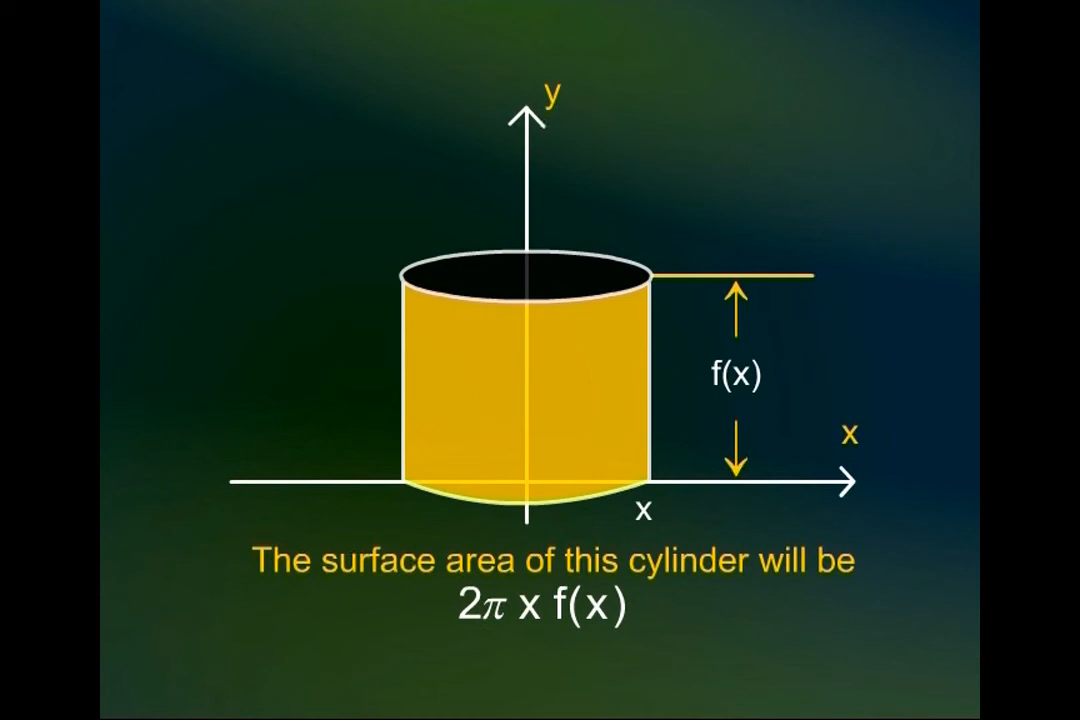 y
f(x)
x
x
The surface area of this cylinder will be
2π x f(x)